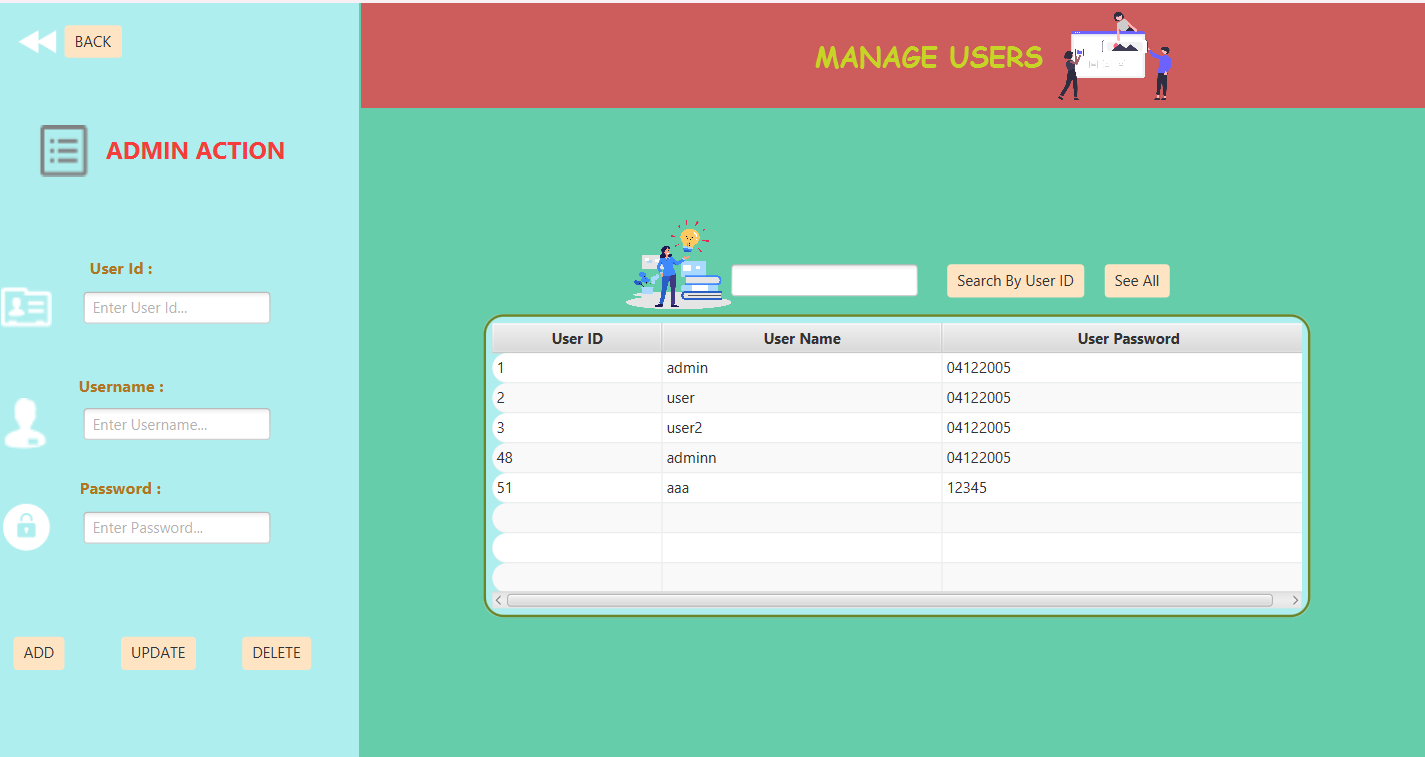 BACK
MANAGE USERS
ADMIN ACTION
User Id :
Enter User Id...
Username :
Enter Username...
Password :
Enter Password...
ADD UPDATE DELETE
Search By User ID See All
User ID User Name User Password
1 admin 04122005
2 user 04122005
3 user2 04122005
48 adminn 04122005
51 aaa 12345